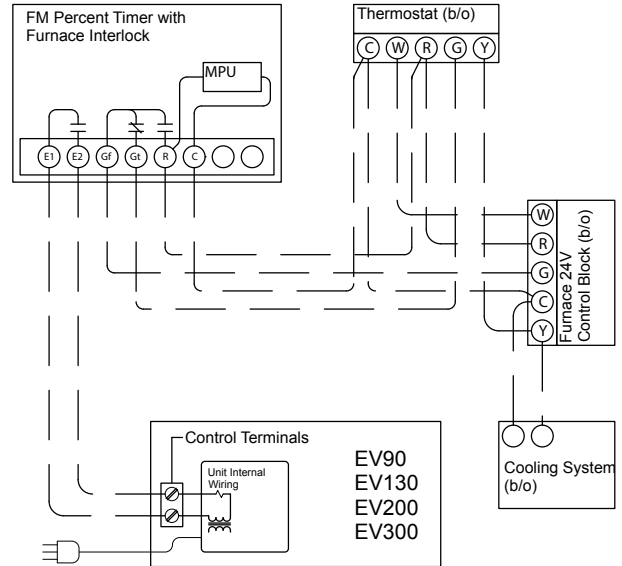 FM Percent Timer with
Furnace Interlock
MPU
E1 E2 Gf Gt R C
Thermostat (b/o)
C W R G Y
W
R
G
C
Y
Furnace 24V
Control Block (b/o)
Cooling System
(b/o)
Control Terminals
Unit Internal
Wiring
EV90
EV130
EV200
EV300